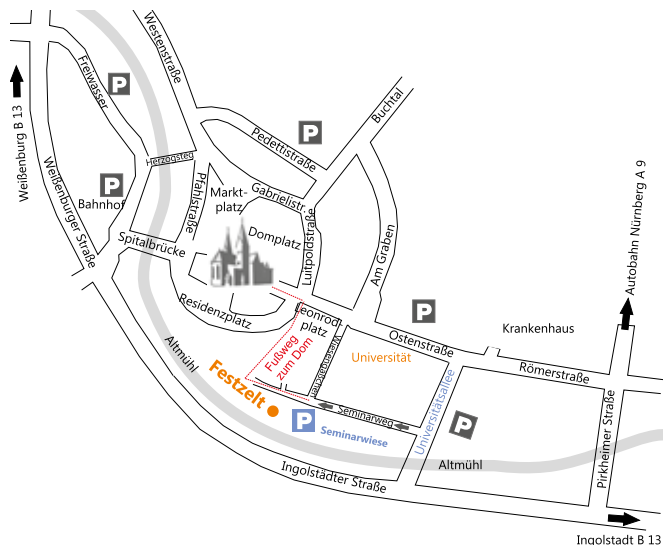 Westenstraße
Freiwasser
P
Buchtal
P
Pedettistraße
Weißenburg B 13
Herzogsteg
Weißenburger Straße
P
Bahnhof
Pfahlstraße
Markt-
platz
Gabrielistr.
Domplatz
Luitpoldstraße
Am Graben
Autobahn Nürnberg A 9
Spitalbrücke
Residenzplatz
Leonrod-
platz
P
Ostenstraße
Krankenhaus
Altmühl
Fußweg
zum Dom
Wiesengäßchen
Universität
Römerstraße
Festzelt
Universitätsallee
Pirkheimer Straße
P
Seminarweg
Seminarwiese
P
Altmühl
Ingolstädter Straße
Ingolstadt B 13